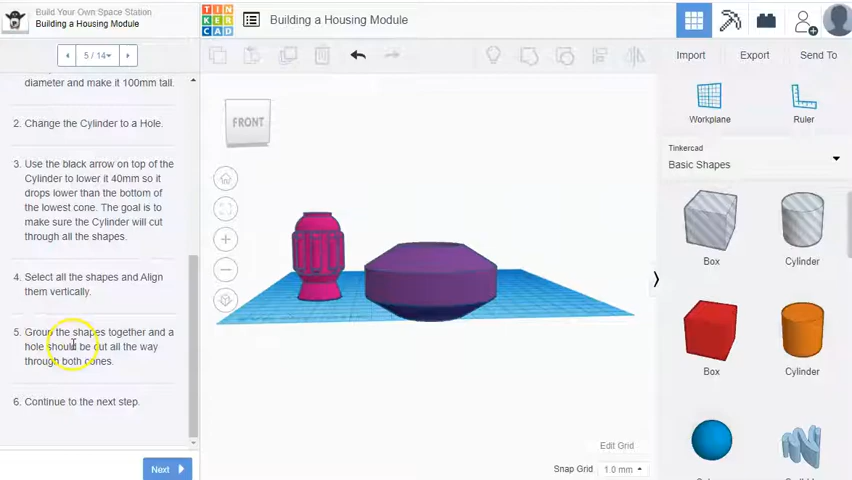 Build Your Own Space Station
Building a Housing Module
TIN
KER
CAD
Building a Housing Module
5 / 14
Import
Export
Send To
diameter and make it 100mm tall.
2. Change the Cylinder to a Hole.
3. Use the black arrow on top of the
Cylinder to lower it 40mm so it
drops lower than the bottom of
the lowest cone. The goal is to
make sure the Cylinder will cut
through all the shapes.
4. Select all the shapes and Align
them vertically.
5. Group the shapes together and a
hole should be cut all the way
through both cones.
6. Continue to the next step.
Next
FRONT
Workplane
Ruler
Tinkercad
Basic Shapes
Box
Cylinder
Box
Cylinder
Edit Grid
Snap Grid
1.0 mm